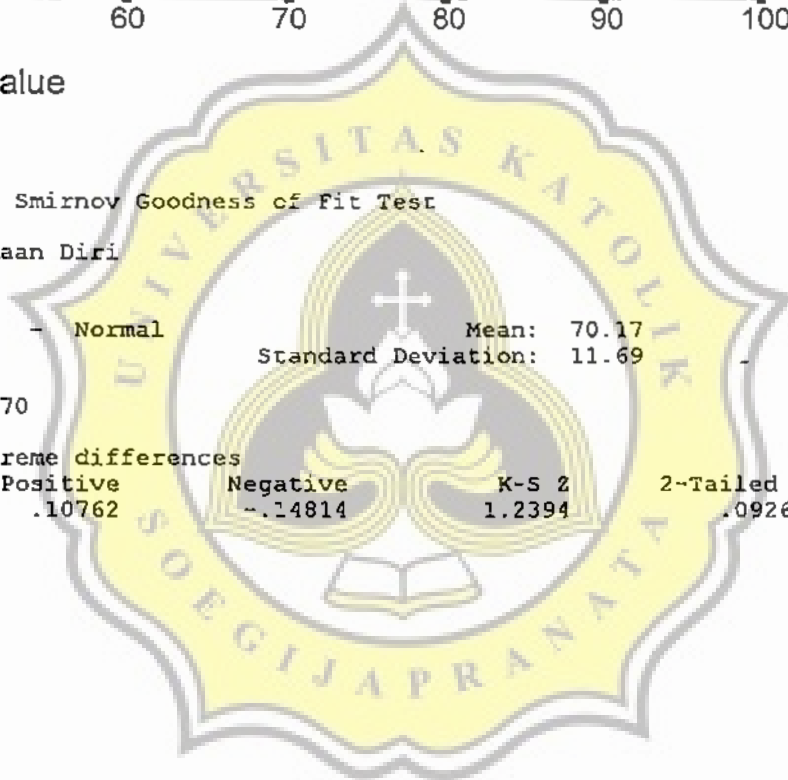 60 70 80 90 100
alue
Smirnov Goodness of Fit Test
aan Diri
- Normal Mean: 70.17
Standard Deviation: 11.69
70
reme differences
Positive Negative K-S Z 2-Tailed
.10762 -.14814 1.2394 .0926
UNIVERSITAS KATOLIK
SOEGIJAPRANATA